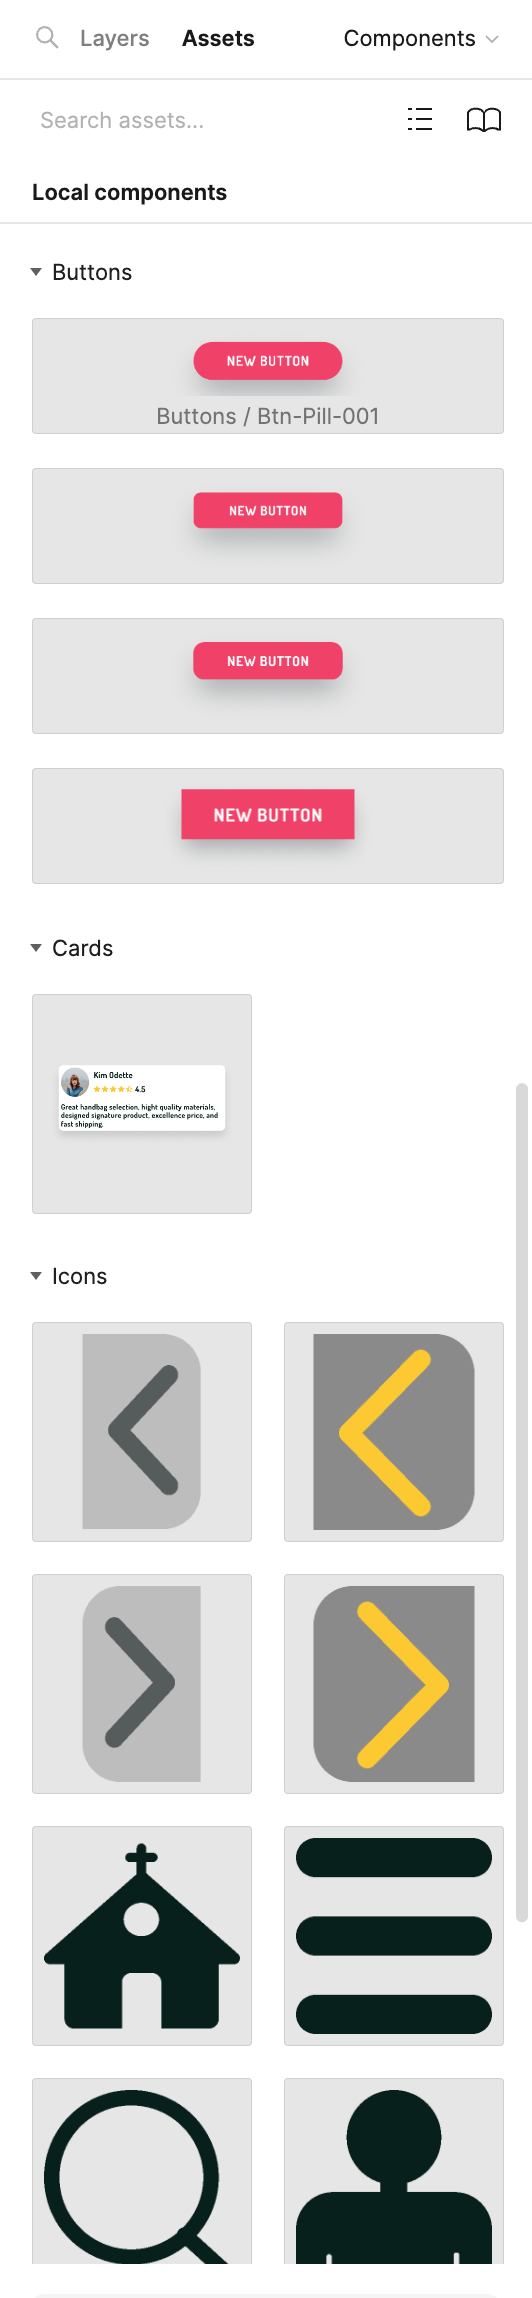 Layers Assets Components
Search assets...
Local components
Buttons
NEW BUTTON
Buttons / Btn-Pill-001
NEW BUTTON
NEW BUTTON
NEW BUTTON
Cards
Kim Odette
4.5
Great handbag selection, hight quality materials,
designed signature product, excellence price, and
fast shipping.
Icons